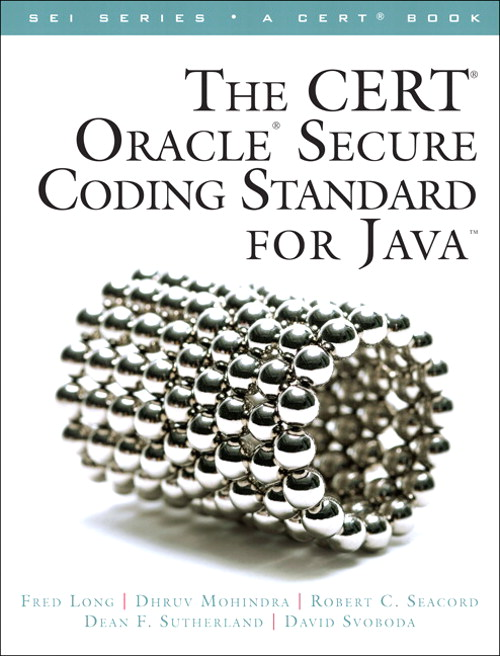 SEI SERIES • A CERT® BOOK
THE CERT®
ORACLE® SECURE
CODING STANDARD
FOR JAVA™
FRED LONG | DHRUV MOHINDRA | ROBERT C. SEACORD
DEAN F. SUTHERLAND | DAVID SVOBODA